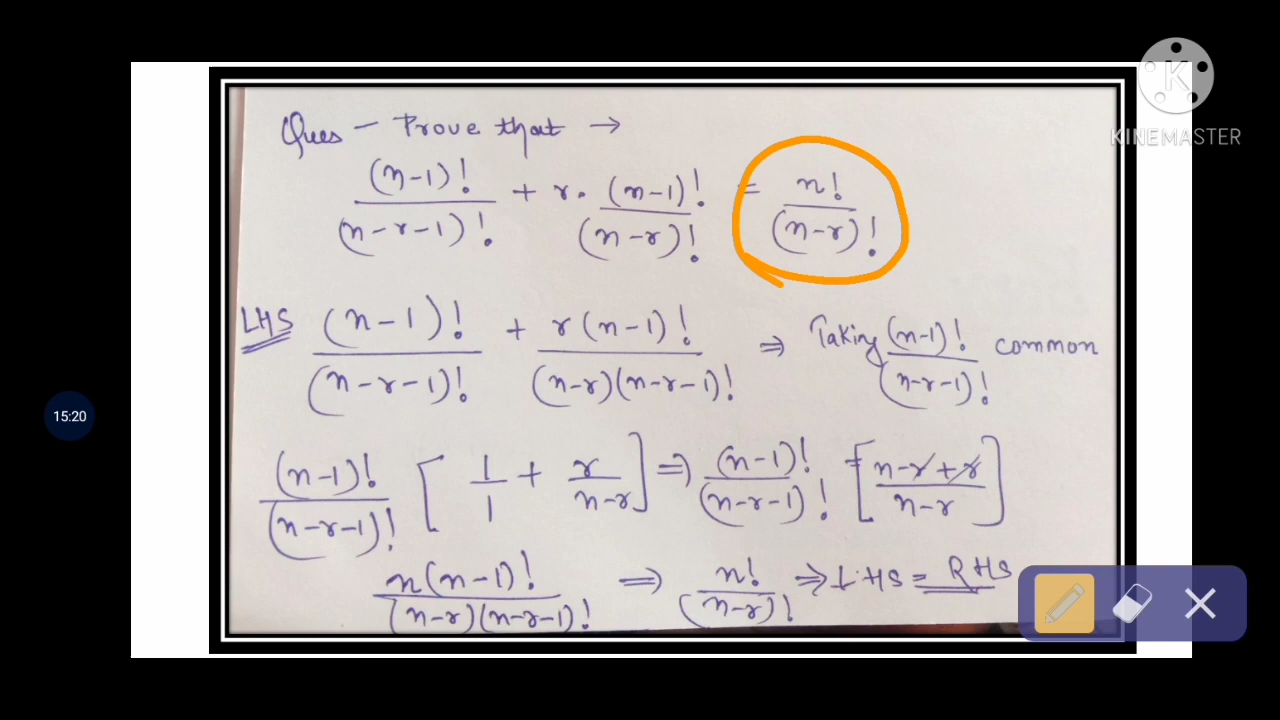 Ques - Prove that →
(n-1)!/(n-r-1)! + r. (n-1)!/(n-r)! = n!/(n-r)!
LHS (n-1)!/(n-r-1)! + r(n-1)!/(n-r)(n-r-1)! ⇒ Taking (n-1)!/(n-r-1)! common
(n-1)!/(n-r-1)! [1/1 + r/n-r] ⇒ (n-1)!/(n-r-1)! [n-r+r/n-r]
n(n-1)!/(n-r)(n-r-1)! ⇒ n!/(n-r)! ⇒ LHS = RHS
KINEMASTER
15:20